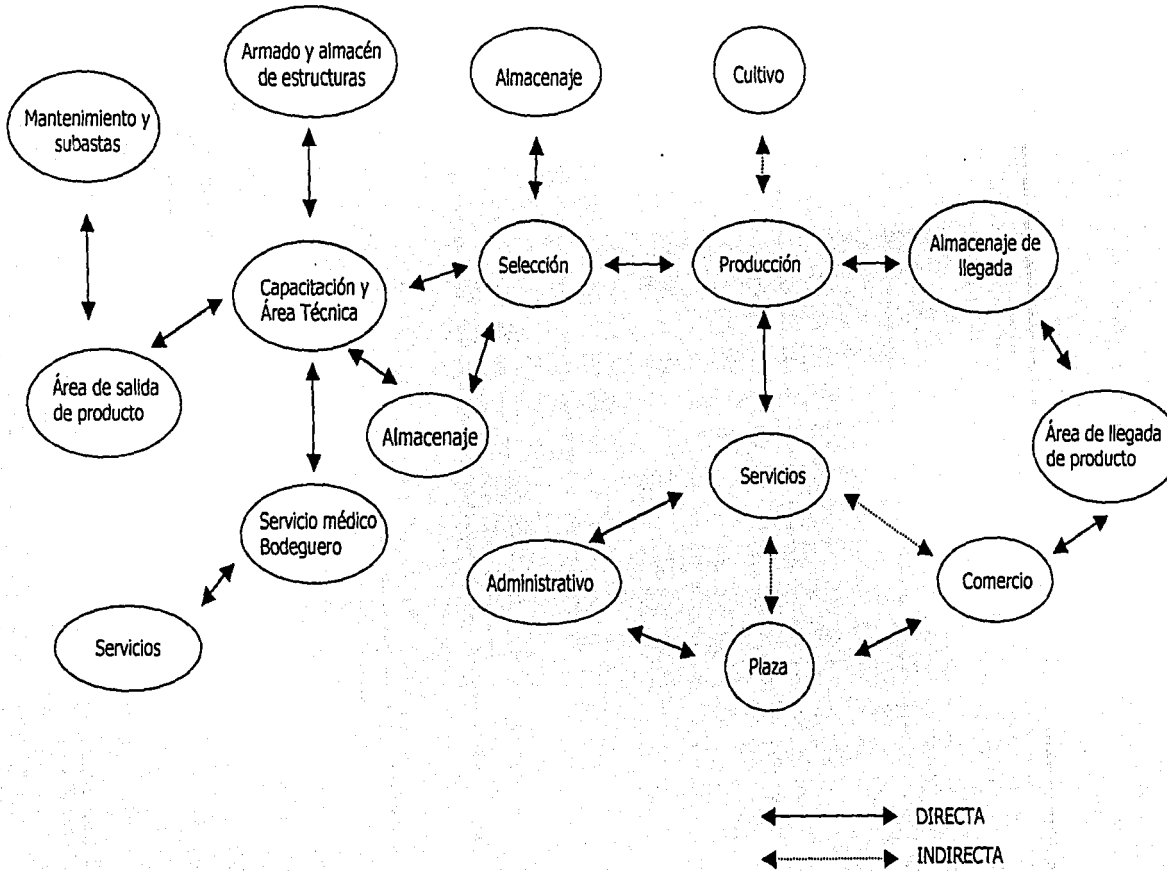 Armado y almacén
de estructuras
Almacenaje
Cultivo
Mantenimiento y
subastas
Capacitación y
Área Técnica
Selección
Producción
Almacenaje de
llegada
Área de salida
de producto
Almacenaje
Área de llegada
de producto
Servicios
Servicio médico
Bodeguero
Administrativo
Comercio
Servicios
Plaza
DIRECTA
INDIRECTA